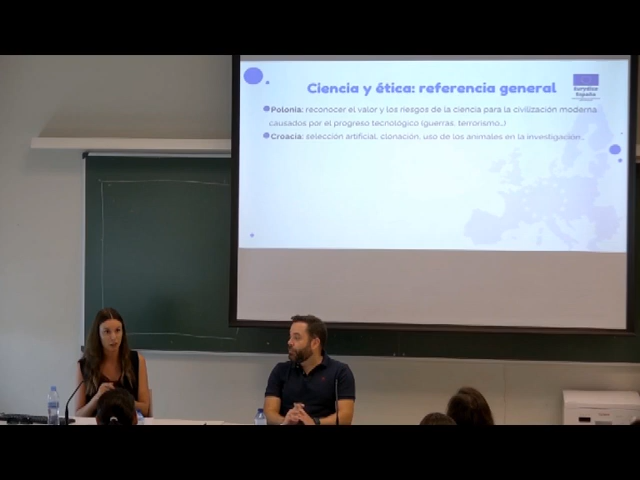 Ciencia y ética: referencia general
Eurydice
España
Polonia: reconocer el valor y los riesgos de la ciencia para la civilización moderna
causados por el progreso tecnológico (guerras, terrorismo...)
Croacia: selección artificial, clonación, uso de los animales en la investigación...